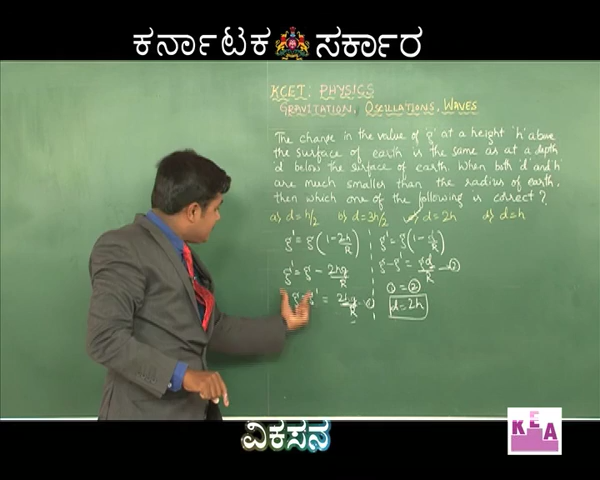 ಕರ್ನಾಟಕ ಸರ್ಕಾರ
KCET: PHYSICS
GRAVITATION, OSCILLATIONS, WAVES
The change in the value of 'g' at a height 'h' above
the surface of earth is the same as at a depth
'd' below the surface of earth. When both 'd' and 'h'
are much smaller than the radius of earth,
then which one of the following is correct?
a) d=h/2 b) d=3h/2 c) d=2h d) d=h
g' = g(1-2h/R) g' = g(1-d/R)
g' = g - 2hg/R g-g' = gd/R -②
g-g' = 2hg/R -① ① = ②
d=2h
ವಿಕಸನ
KEA